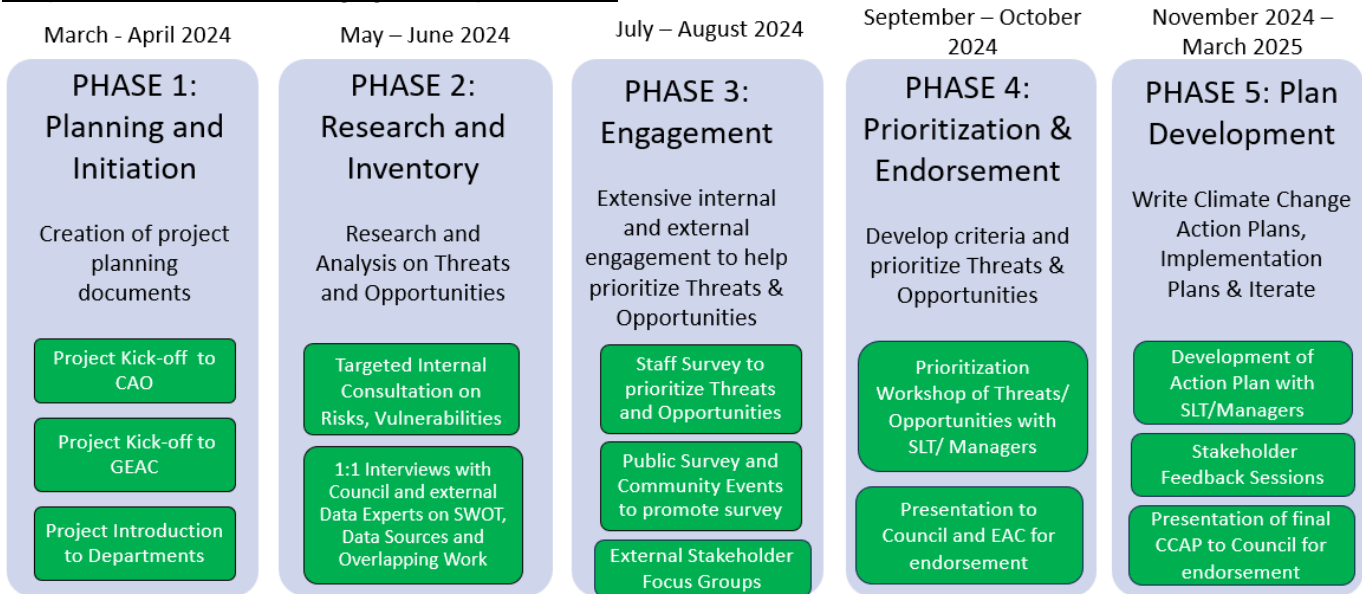 March - April 2024
PHASE 1:
Planning and
Initiation
Creation of project
planning
documents
Project Kick-off to
CAO
Project Kick-off to
GEAC
Project Introduction
to Departments
May – June 2024
PHASE 2:
Research and
Inventory
Research and
Analysis on Threats
and Opportunities
Targeted Internal
Consultation on
Risks, Vulnerabilities
1:1 Interviews with
Council and external
Data Experts on SWOT,
Data Sources and
Overlapping Work
July – August 2024
PHASE 3:
Engagement
Extensive internal
and external
engagement to help
prioritize Threats &
Opportunities
Staff Survey to
prioritize Threats
and Opportunities
Public Survey and
Community Events
to promote survey
External Stakeholder
Focus Groups
September – October
2024
PHASE 4:
Prioritization &
Endorsement
Develop criteria and
prioritize Threats &
Opportunities
Prioritization
Workshop of Threats/
Opportunities with
SLT/ Managers
Presentation to
Council and EAC for
endorsement
November 2024 –
March 2025
PHASE 5: Plan
Development
Write Climate Change
Action Plans,
Implementation
Plans & Iterate
Development of
Action Plan with
SLT/Managers
Stakeholder
Feedback Sessions
Presentation of final
CCAP to Council for
endorsement